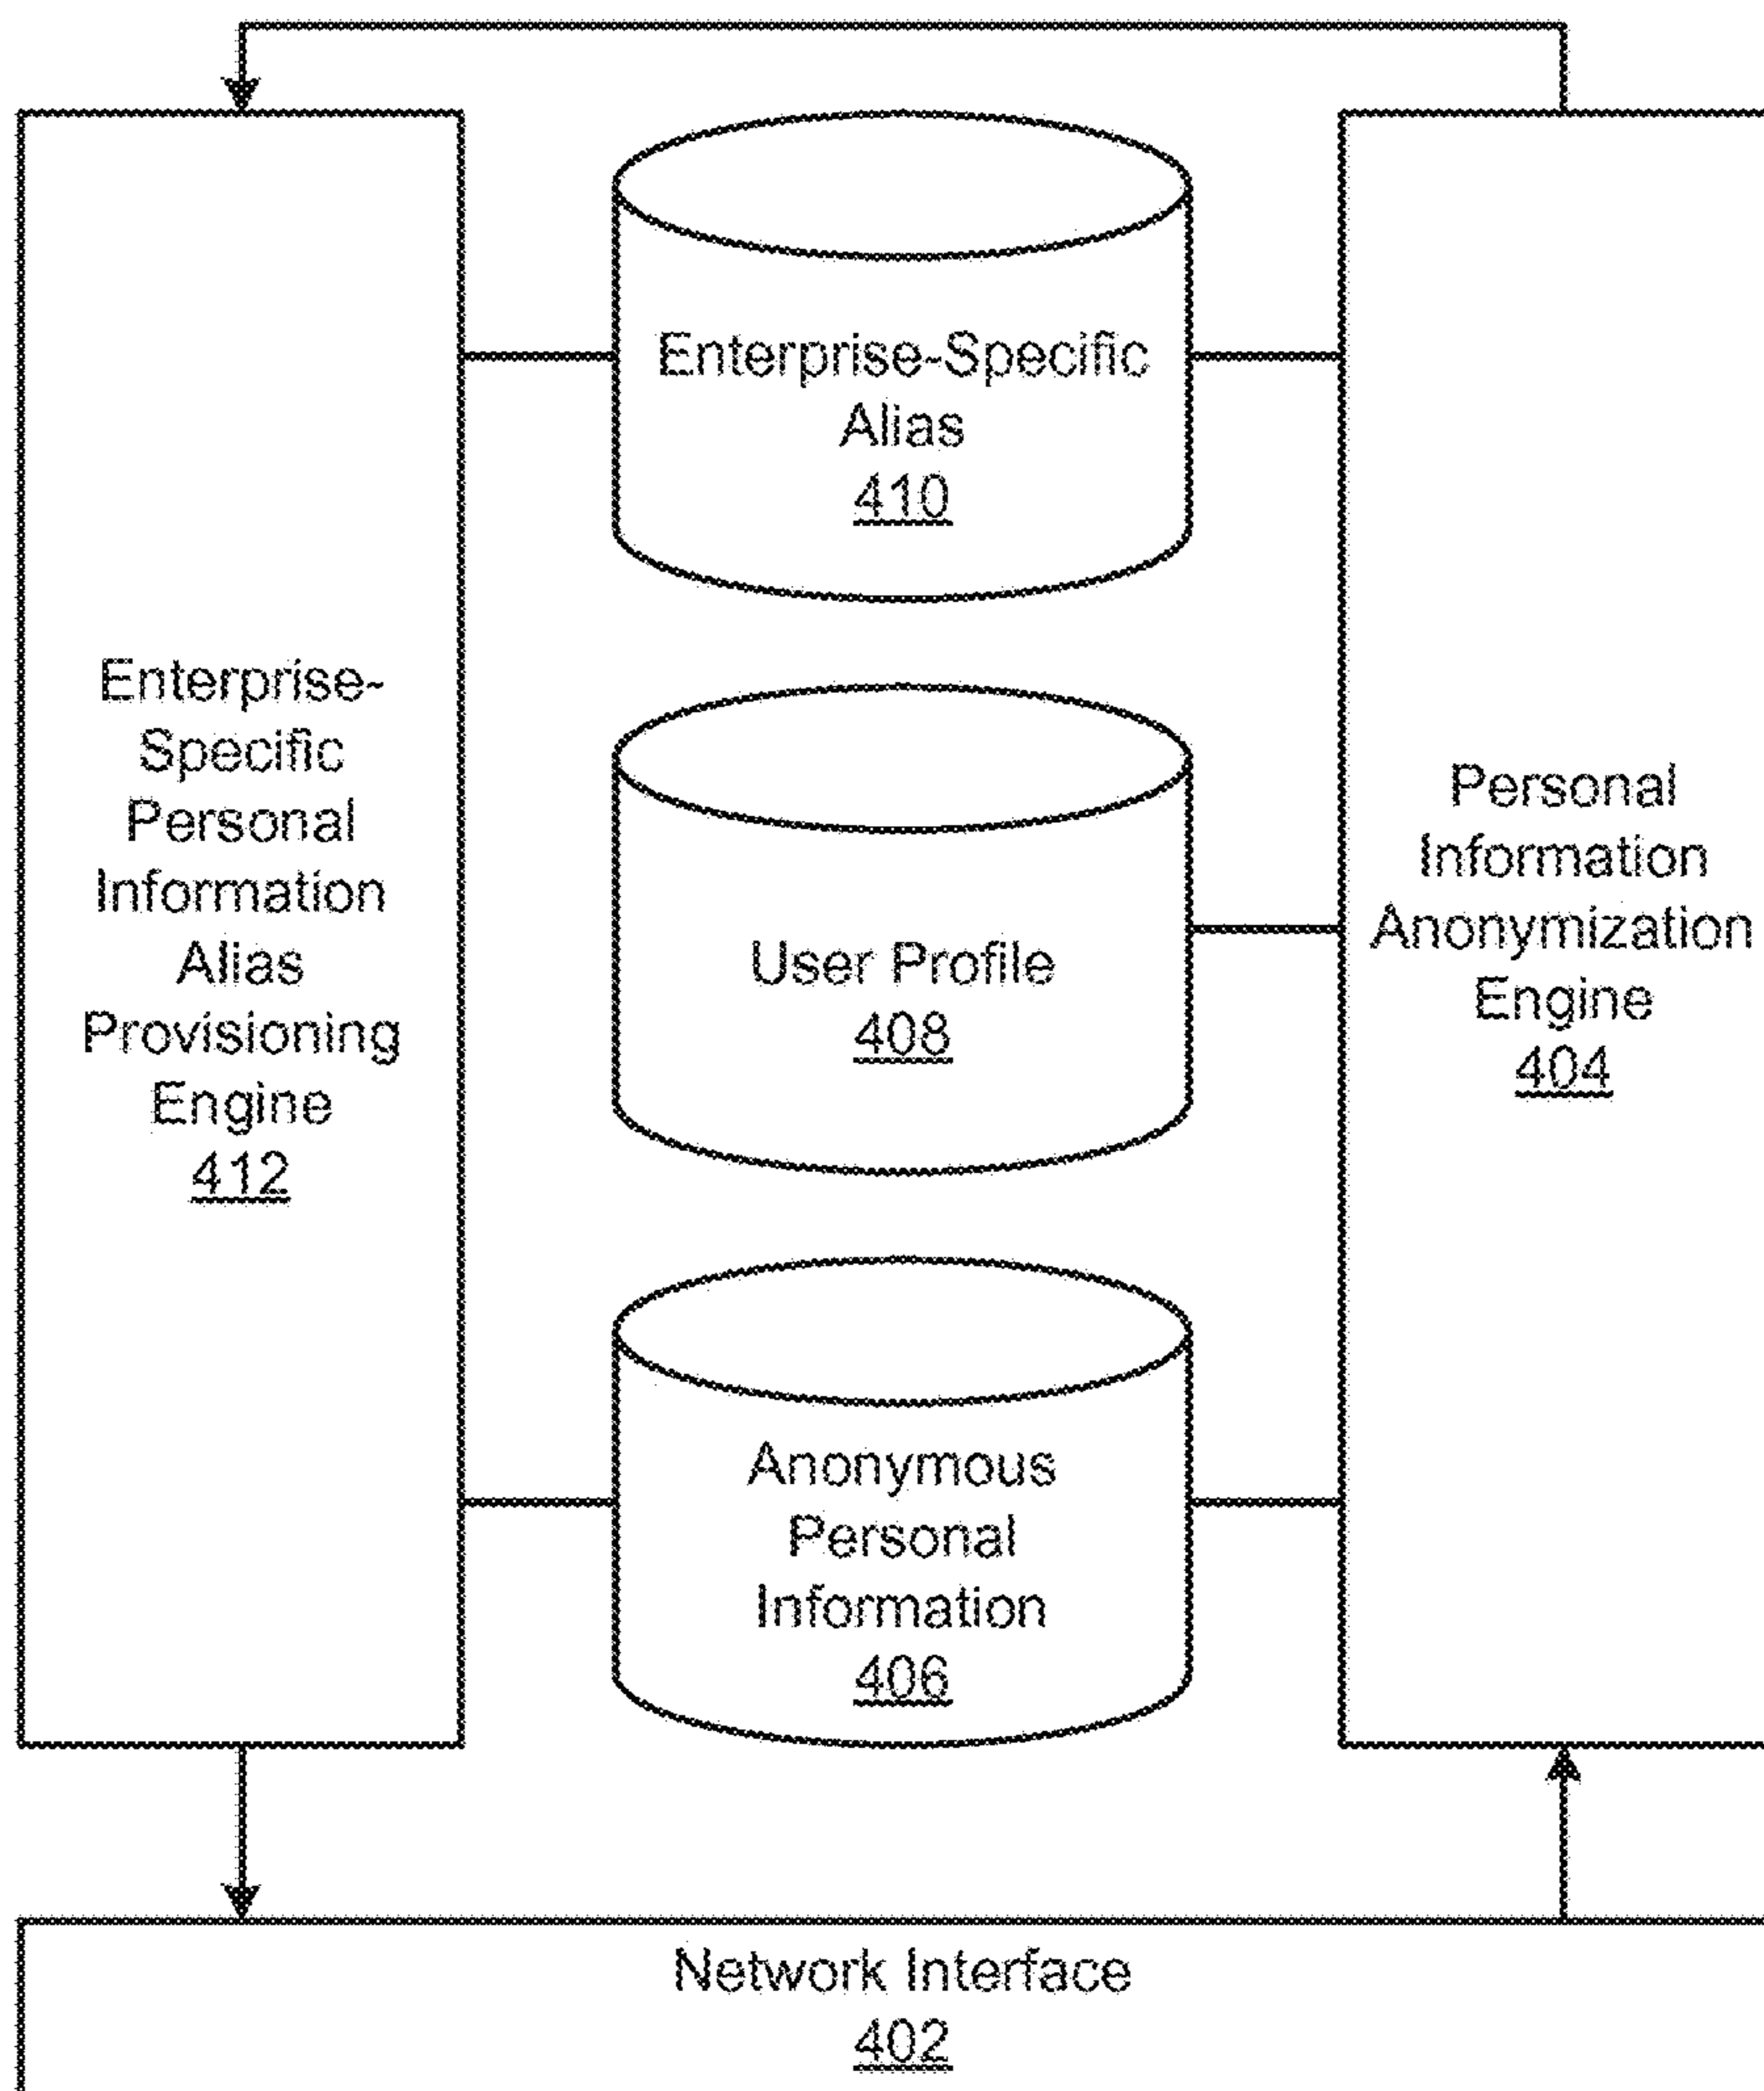 Enterprise-Specific
Alias
410
Enterprise-
Specific
Personal
Information
Alias
Provisioning
Engine
412
User Profile
408
Personal
Information
Anonymization
Engine
404
Anonymous
Personal
Information
406
Network Interface
402